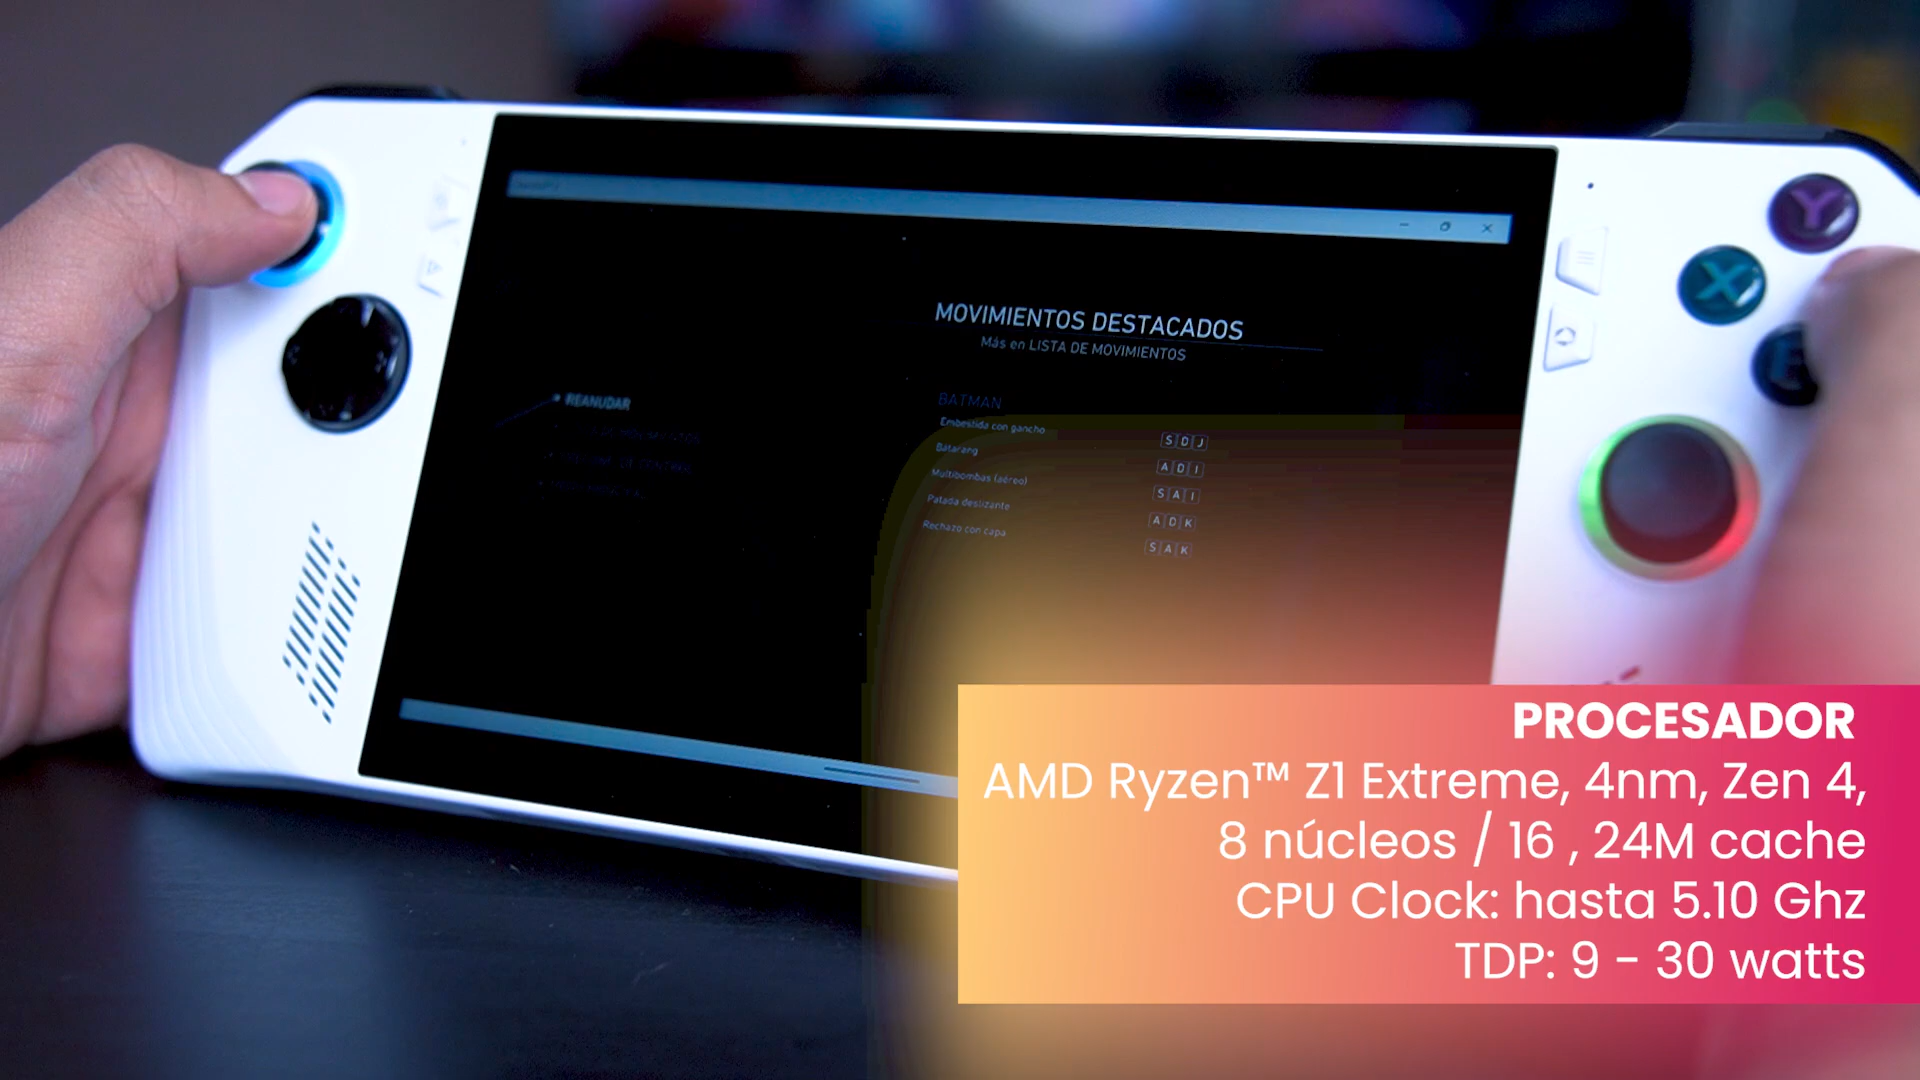 MOVIMIENTOS DESTACADOS
Más en LISTA DE MOVIMIENTOS
REANUDAR
BATMAN
Embestida con gancho S D J
Batarang A D I
Multibombas (aéreo) S A I
Patada deslizante A D K
Rechazo con capa S A K
Y
X
PROCESADOR
AMD Ryzen™ Z1 Extreme, 4nm, Zen 4,
8 núcleos / 16 , 24M cache
CPU Clock: hasta 5.10 Ghz
TDP: 9 - 30 watts